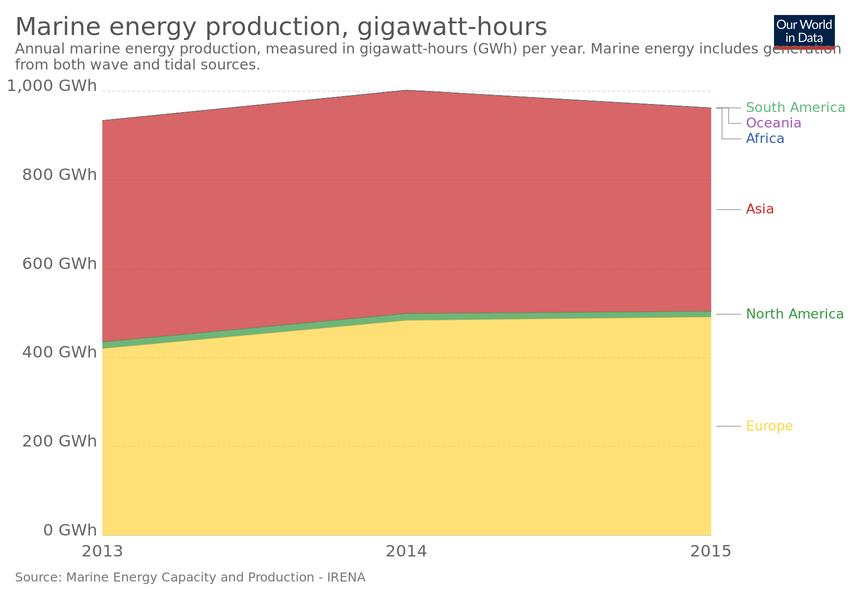 Marine energy production, gigawatt-hours
Our World
in Data
Annual marine energy production, measured in gigawatt-hours (GWh) per year. Marine energy includes generation
from both wave and tidal sources.
1,000 GWh
800 GWh
600 GWh
400 GWh
200 GWh
0 GWh
South America
Oceania
Africa
Asia
North America
Europe
2013
2014
2015
Source: Marine Energy Capacity and Production - IRENA